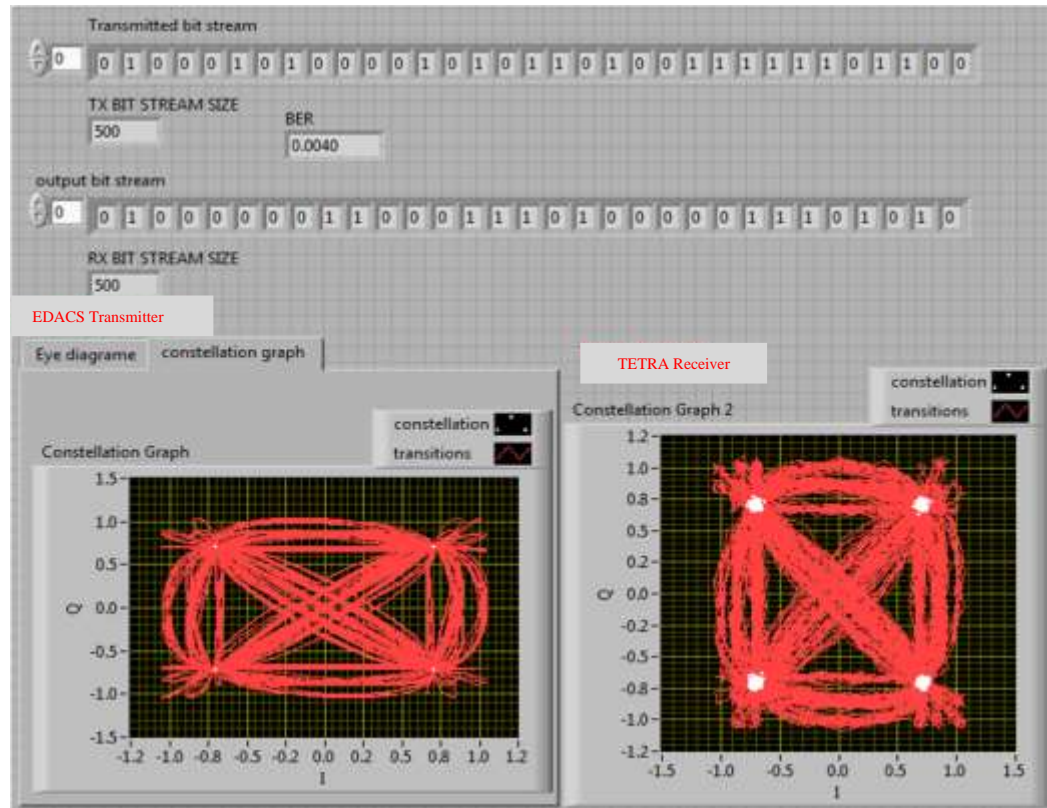 Transmitted bit stream
0 0 1 0 0 0 1 0 1 0 0 0 0 1 0 1 0 1 1 0 1 0 0 1 1 1 1 1 1 0 1 1 0 0
TX BIT STREAM SIZE
500
BER
0.0040
output bit stream
0 0 1 0 0 0 0 0 0 1 1 0 0 0 1 1 1 0 1 0 0 0 0 0 1 1 1 0 1 0 1 0
RX BIT STREAM SIZE
500
EDACS Transmitter
Eye diagrame constellation graph
TETRA Receiver
constellation
transitions
Constellation Graph
1.5
1.0
0.5
0.0
-0.5
-1.0
-1.5
Q
-1.2 -1.0 -0.8 -0.5 -0.2 0.0 0.2 0.5 0.8 1.0 1.2
I
constellation
transitions
Constellation Graph 2
1.2
1.0
0.8
0.5
0.2
0.0
-0.2
-0.5
-0.8
-1.0
-1.2
Q
-1.5 -1.0 -0.5 0.0 0.5 1.0 1.5
I